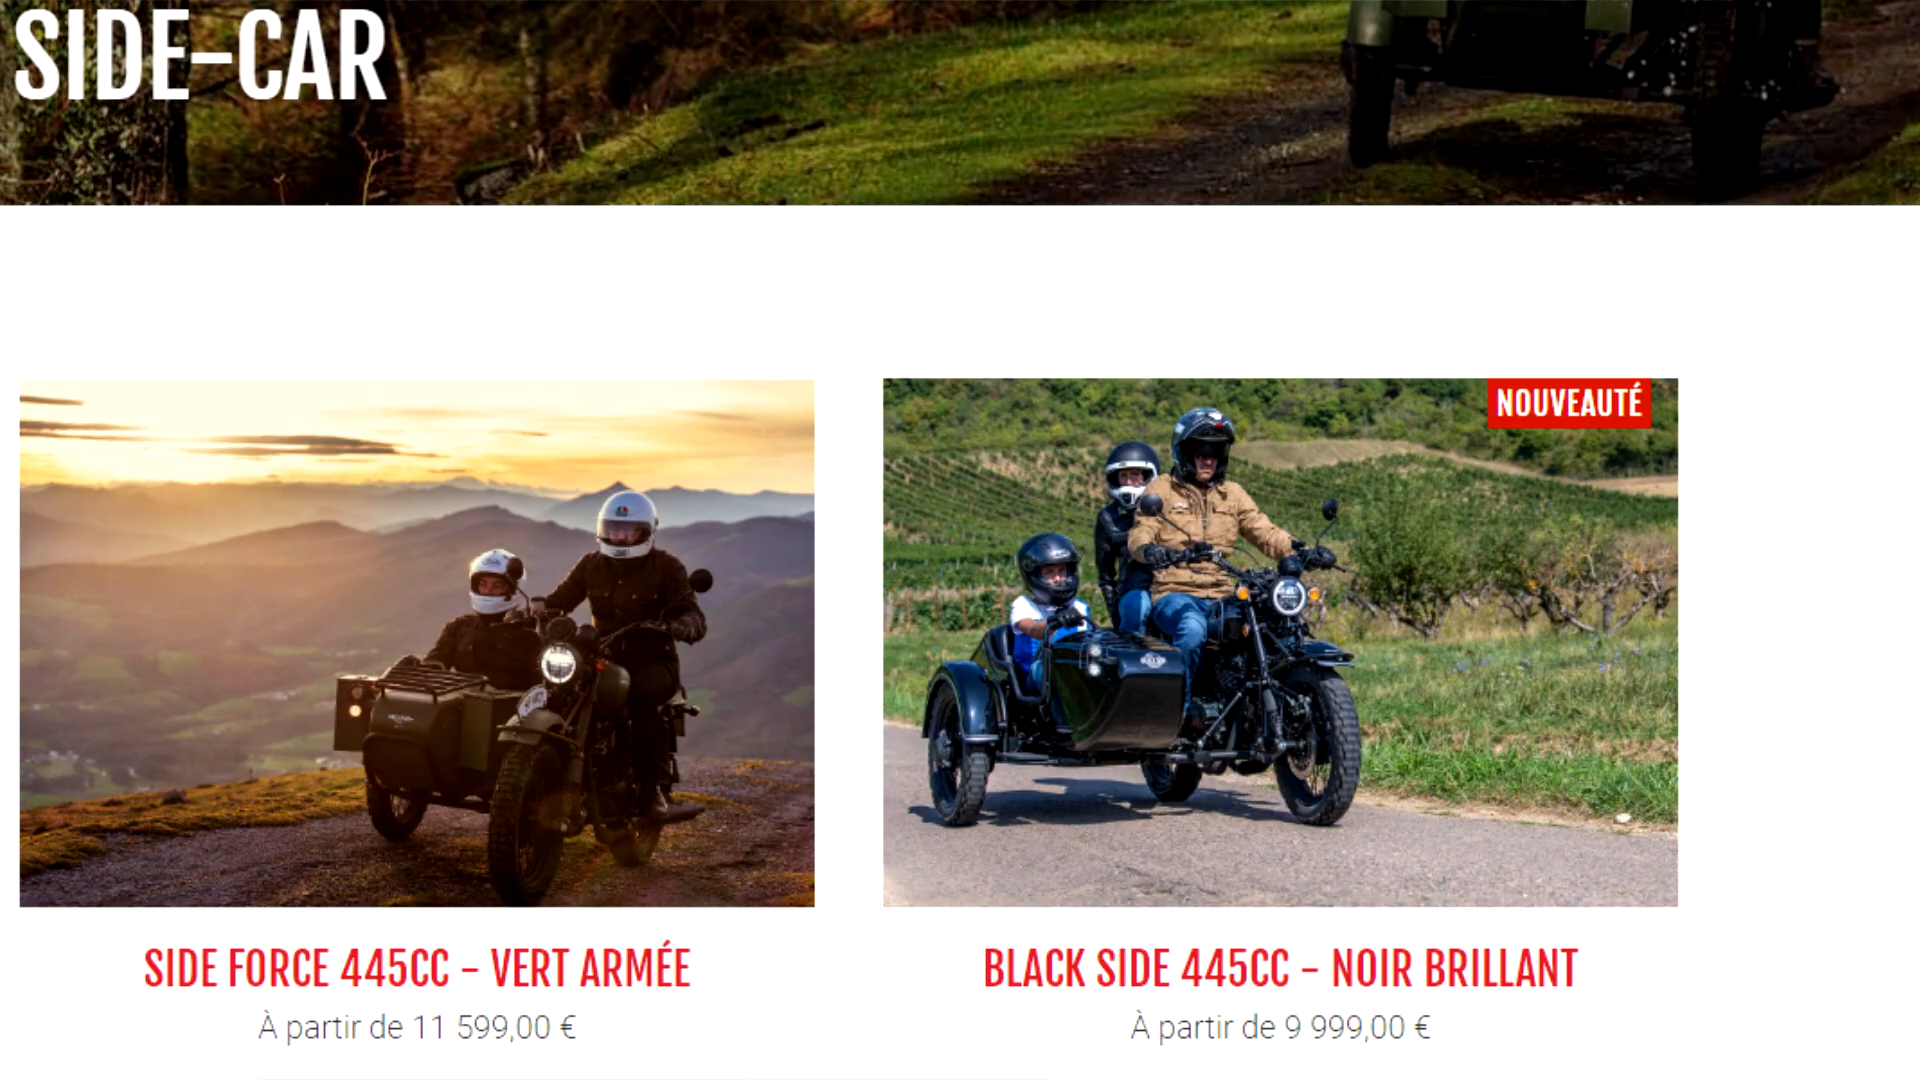 SIDE-CAR
NOUVEAUTÉ
SIDE FORCE 445CC - VERT ARMÉE
À partir de 11 599,00 €
BLACK SIDE 445CC - NOIR BRILLANT
À partir de 9 999,00 €